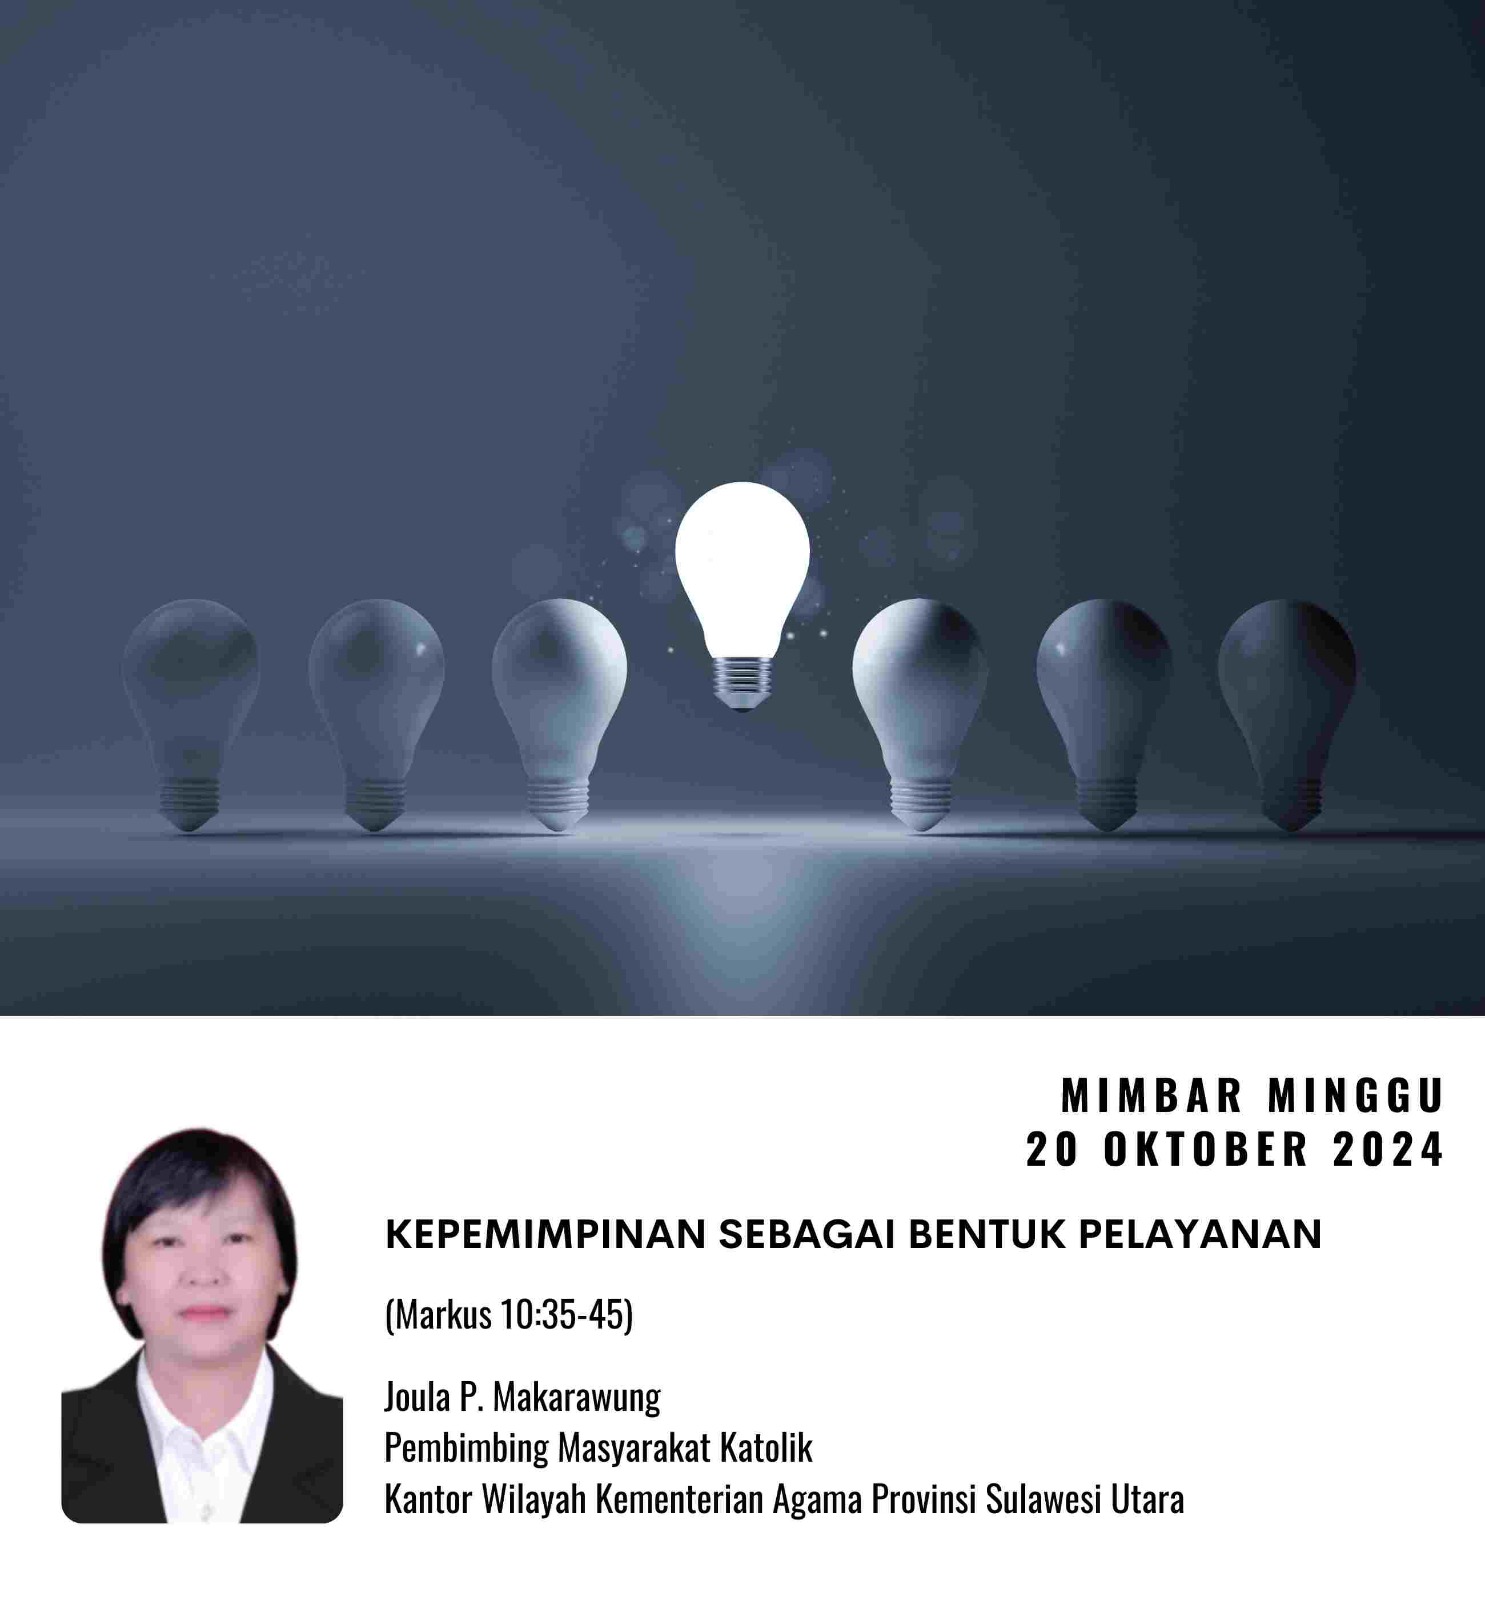 MIMBAR MINGGU
20 OKTOBER 2024
KEPEMIMPINAN SEBAGAI BENTUK PELAYANAN
(Markus 10:35-45)
Joula P. Makarawung
Pembimbing Masyarakat Katolik
Kantor Wilayah Kementerian Agama Provinsi Sulawesi Utara